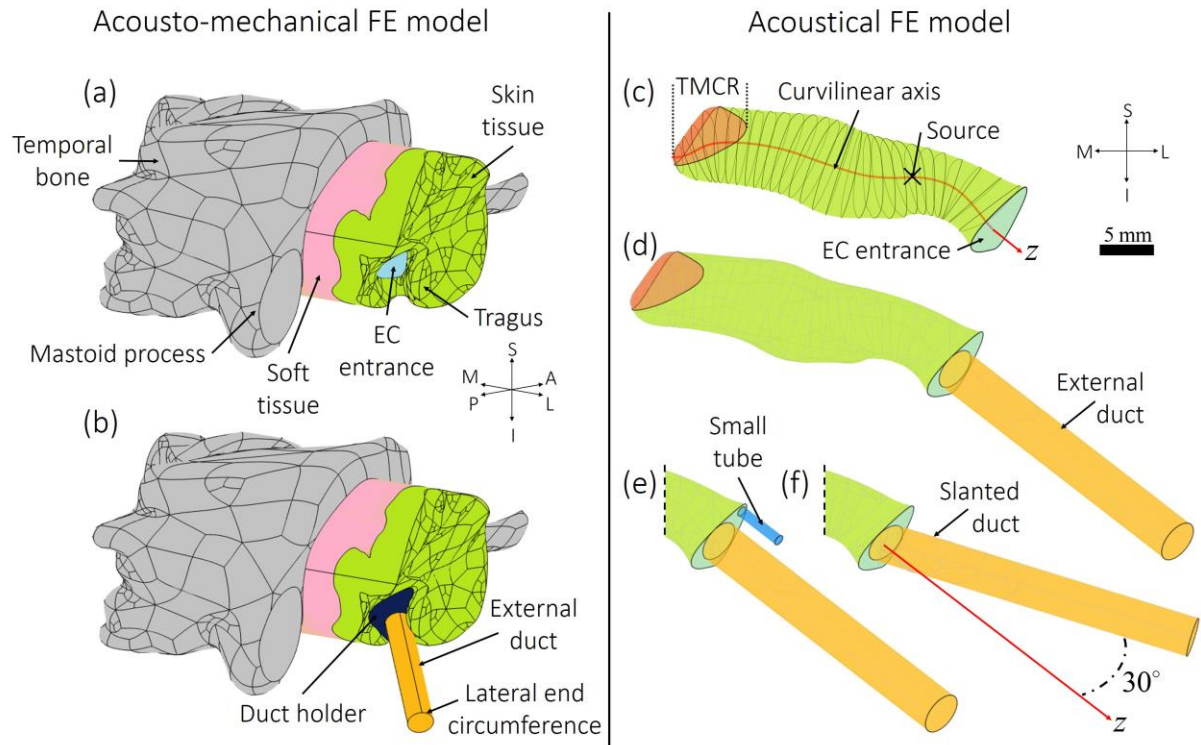 Acousto-mechanical FE model
Acoustical FE model
(a)
Temporal
bone
Skin
tissue
Mastoid process
Soft
tissue
EC
entrance
Tragus
S
M
A
P
L
I
(b)
Duct holder
External
duct
Lateral end
circumference
(c)
TMCR
Curvilinear axis
Source
EC entrance
z
S
M
L
I
5 mm
(d)
External
duct
(e)
Small
tube
(f)
Slanted
duct
30°
z